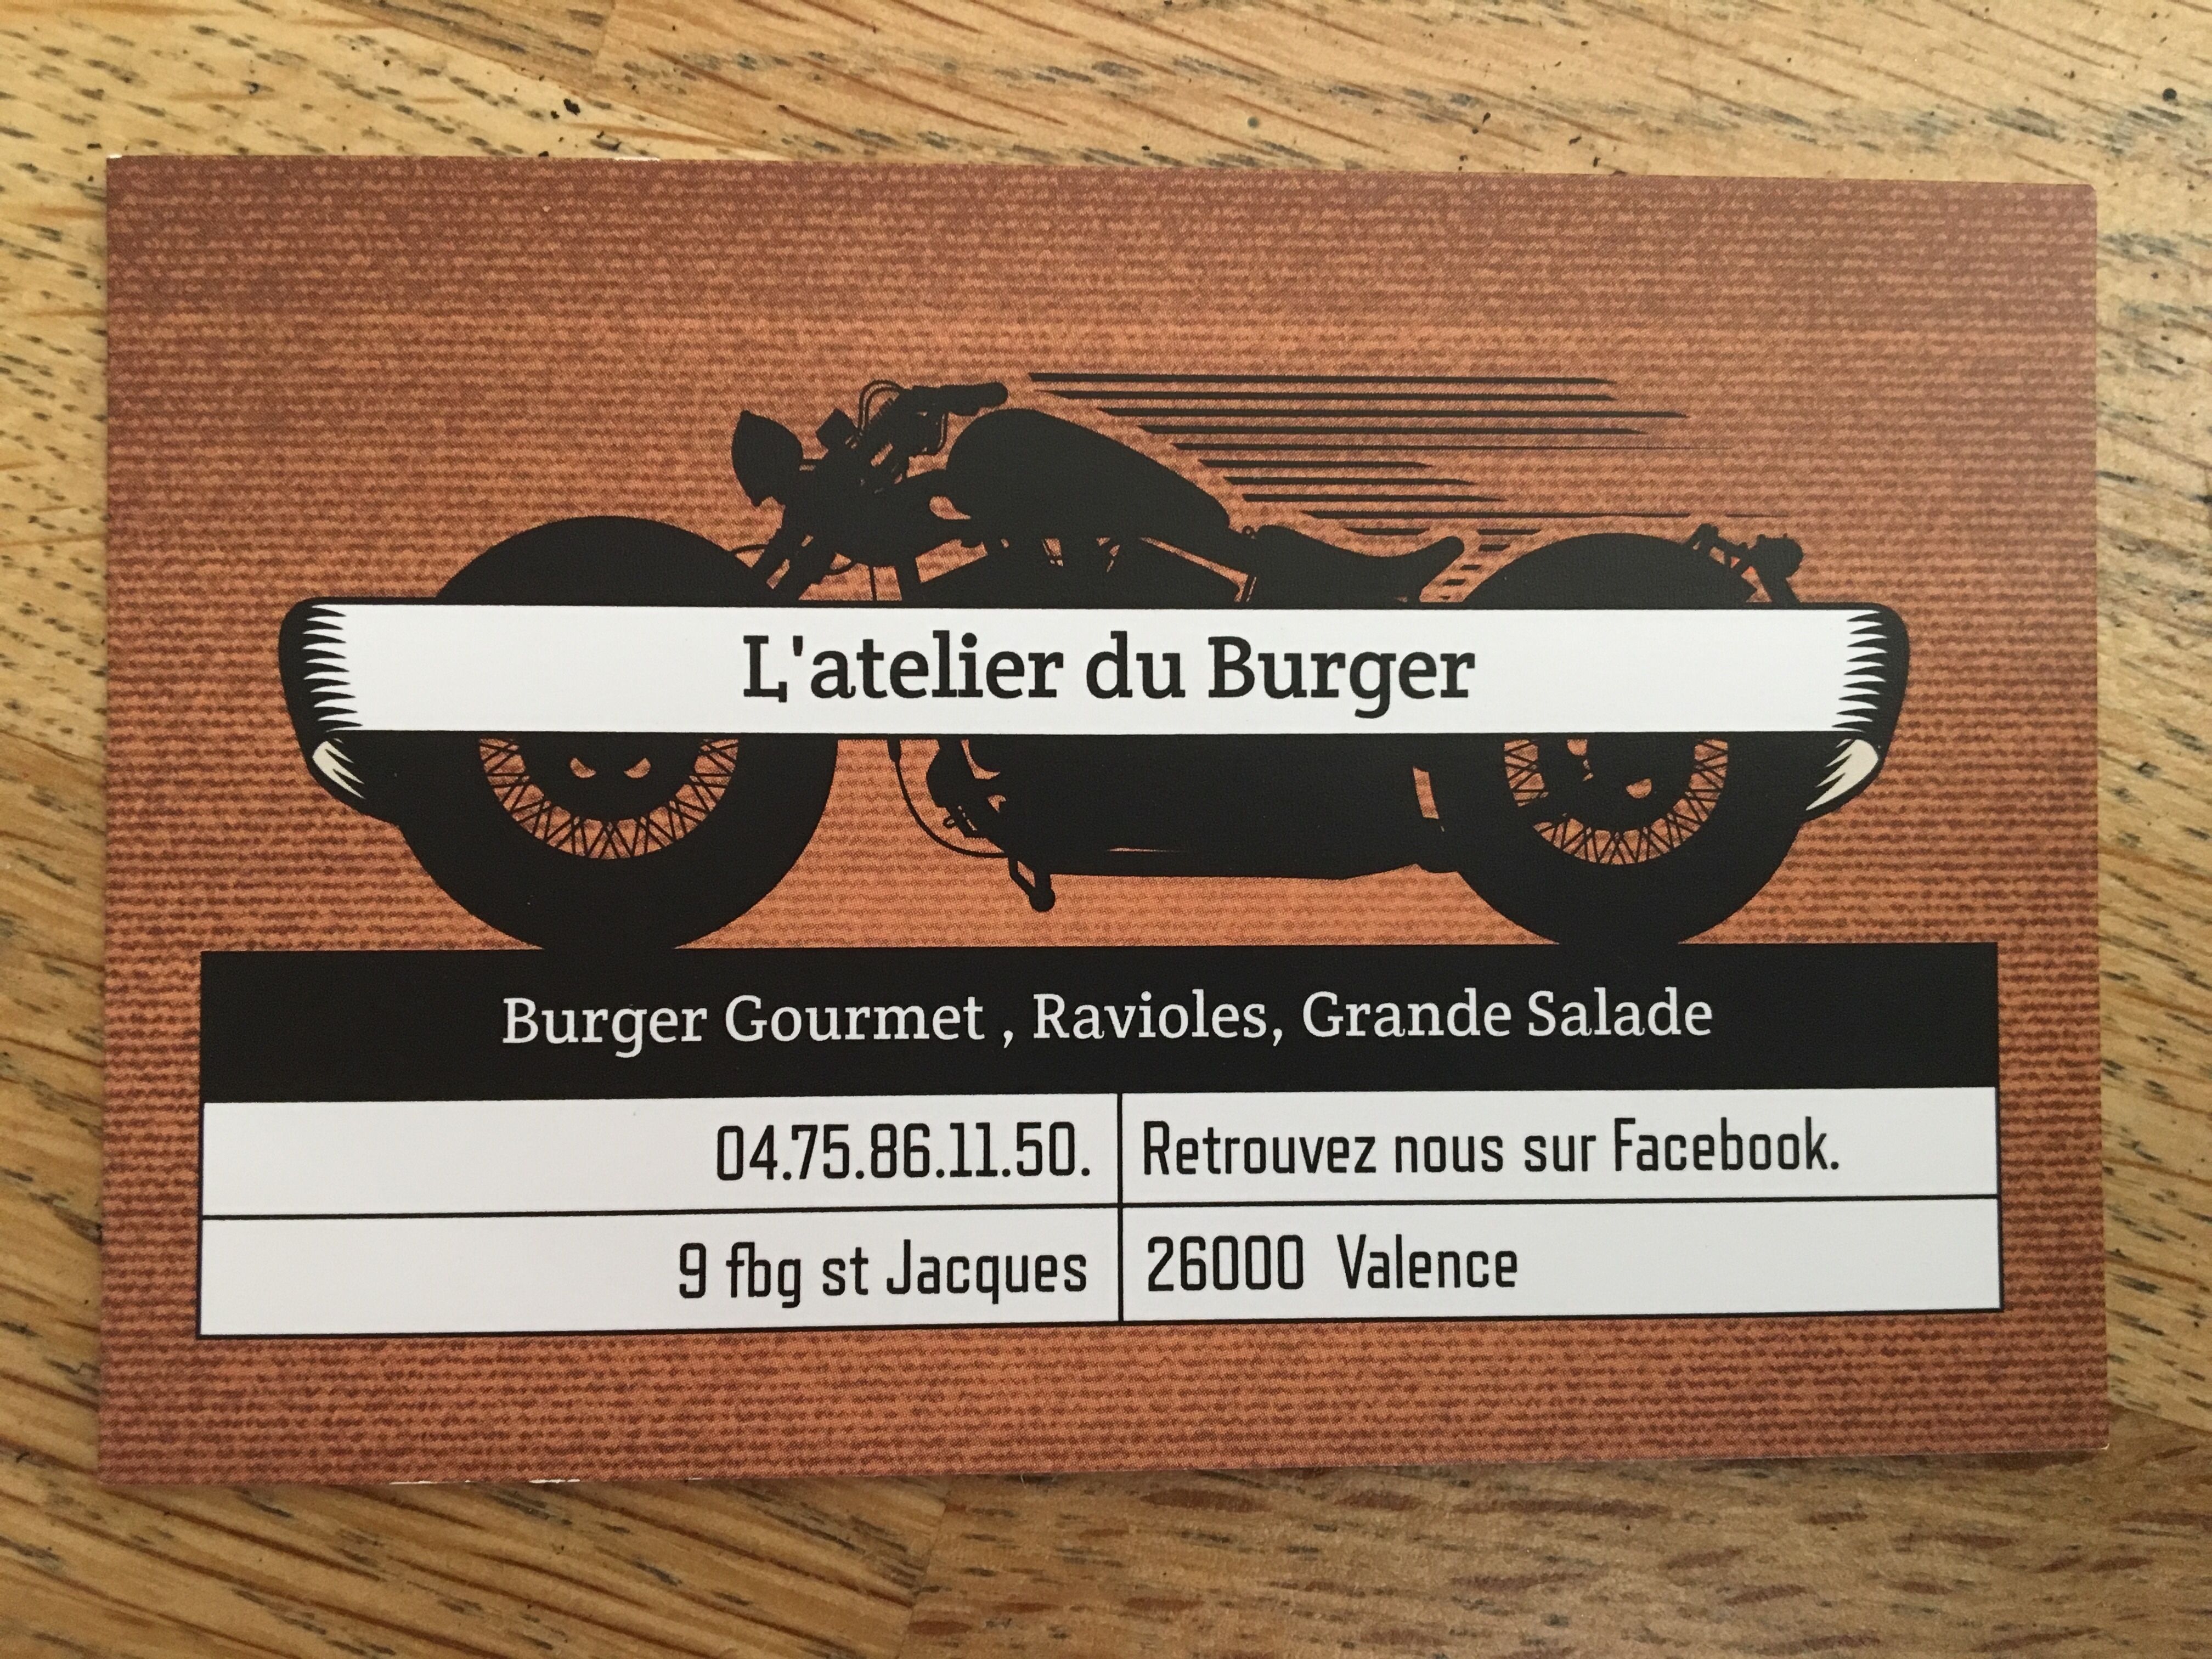 L'atelier du Burger
Burger Gourmet , Ravioles, Grande Salade
04.75.86.11.50.
Retrouvez nous sur Facebook.
9 fbg st Jacques
26000 Valence